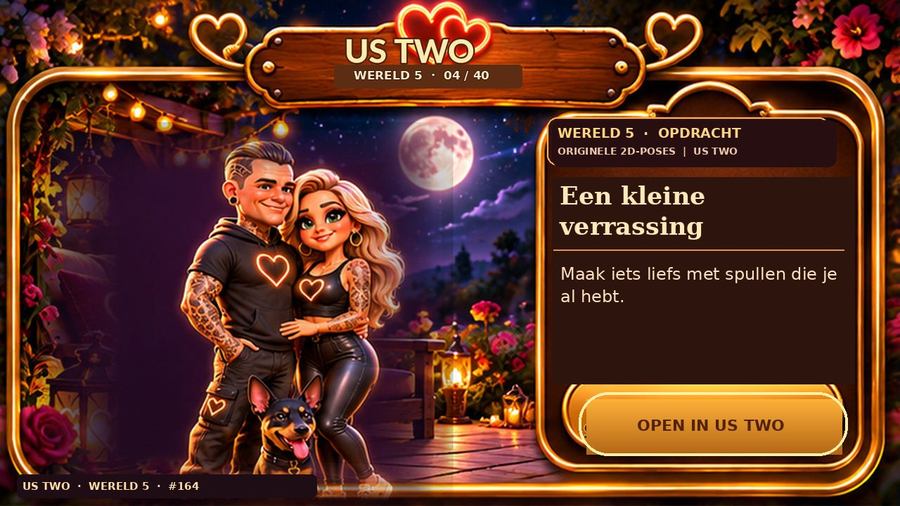 US TWO
WERELD 5 · 04 / 40
WERELD 5 · OPDRACHT
ORIGINELE 2D-POSES | US TWO
Een kleine
verrassing
Maak iets liefs met spullen die je
al hebt.
OPEN IN US TWO
US TWO · WERELD 5 · #164